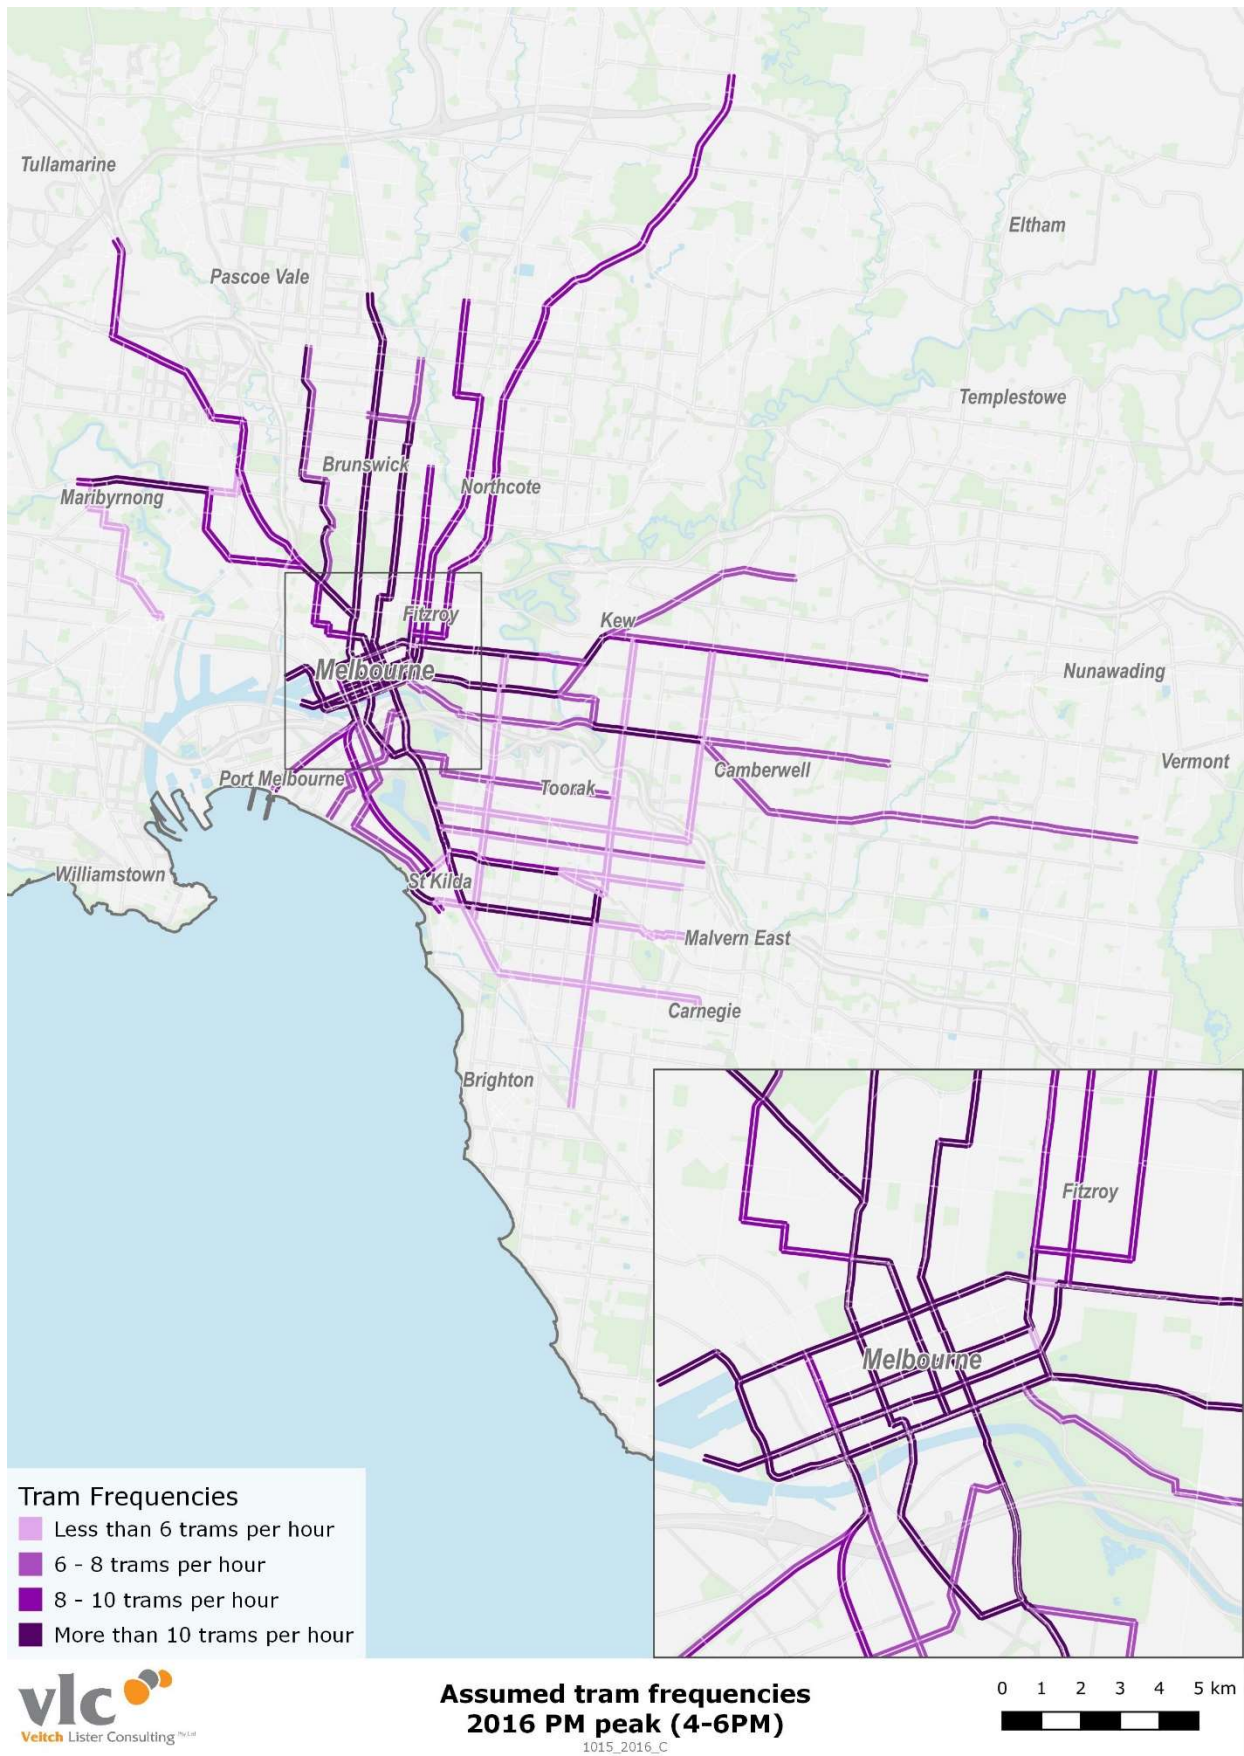 Tullamarine
Eltham
Pascoe Vale
Templestowe
Brunswick
Northcote
Maribyrnong
Fitzroy
Kew
Melbourne
Nunawading
Port Melbourne
Toorak
Camberwell
Vermont
Williamstown
St Kilda
Malvern East
Carnegie
Brighton
Fitzroy
Melbourne
Tram Frequencies
Less than 6 trams per hour
6 - 8 trams per hour
8 - 10 trams per hour
More than 10 trams per hour
vlc
Veitch Lister Consulting Pty Ltd
Assumed tram frequencies
2016 PM peak (4-6PM)
1015_2016_C
0 1 2 3 4 5 km